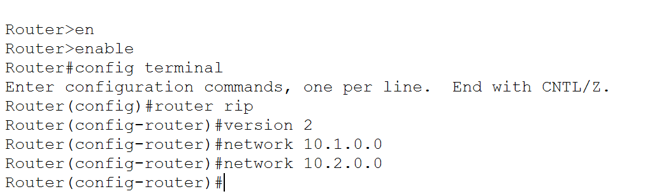 Router>en
Router>enable
Router#config terminal
Enter configuration commands, one per line.  End with CNTL/Z.
Router(config)#router rip
Router(config-router)#version 2
Router(config-router)#network 10.1.0.0
Router(config-router)#network 10.2.0.0
Router(config-router)#